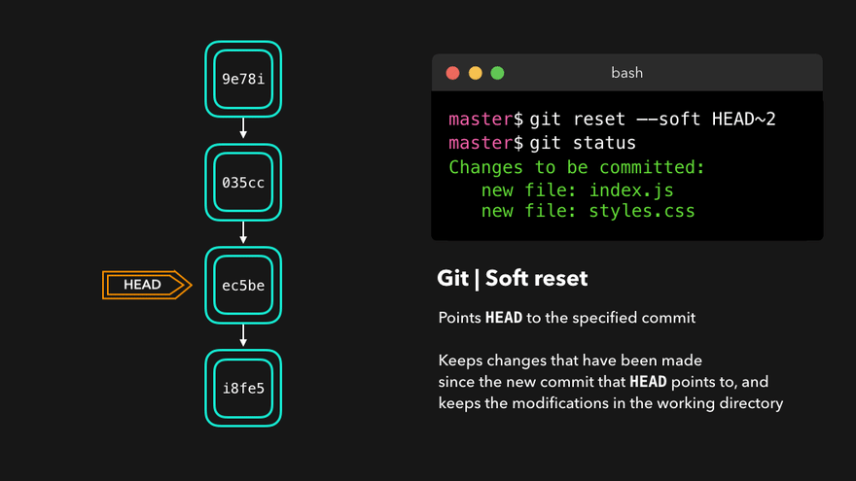 9e78i
035cc
HEAD
ec5be
i8fe5
bash
master$ git reset --soft HEAD~2
master$ git status
Changes to be committed:
new file: index.js
new file: styles.css
Git | Soft reset
Points HEAD to the specified commit
Keeps changes that have been made
since the new commit that HEAD points to, and
keeps the modifications in the working directory